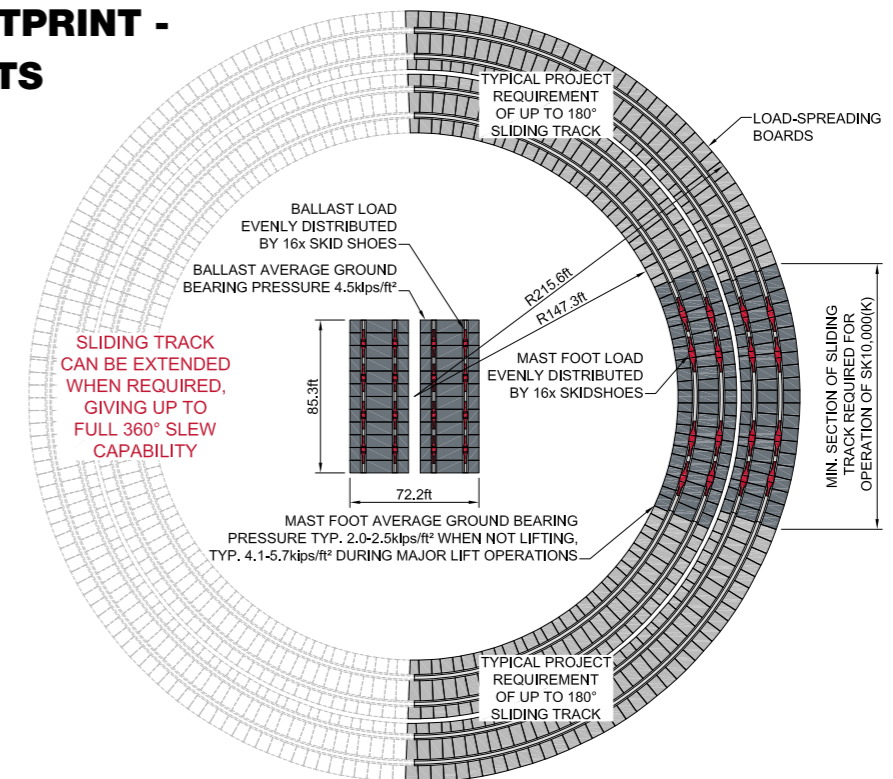 TPRINT -
TS
TYPICAL PROJECT
REQUIREMENT
OF UP TO 180°
SLIDING TRACK
LOAD-SPREADING
BOARDS
BALLAST LOAD
EVENLY DISTRIBUTED
BY 16x SKID SHOES
BALLAST AVERAGE GROUND
BEARING PRESSURE 4.5kips/ft²
R215.6ft
R147.3ft
SLIDING TRACK
CAN BE EXTENDED
WHEN REQUIRED,
GIVING UP TO
FULL 360° SLEW
CAPABILITY
85.3ft
MAST FOOT LOAD
EVENLY DISTRIBUTED
BY 16x SKIDSHOES
MIN. SECTION OF SLIDING
TRACK REQUIRED FOR
OPERATION OF SK10,000(K)
72.2ft
MAST FOOT AVERAGE GROUND BEARING
PRESSURE TYP. 2.0-2.5kips/ft² WHEN NOT LIFTING,
TYP. 4.1-5.7kips/ft² DURING MAJOR LIFT OPERATIONS
TYPICAL PROJECT
REQUIREMENT
OF UP TO 180°
SLIDING TRACK